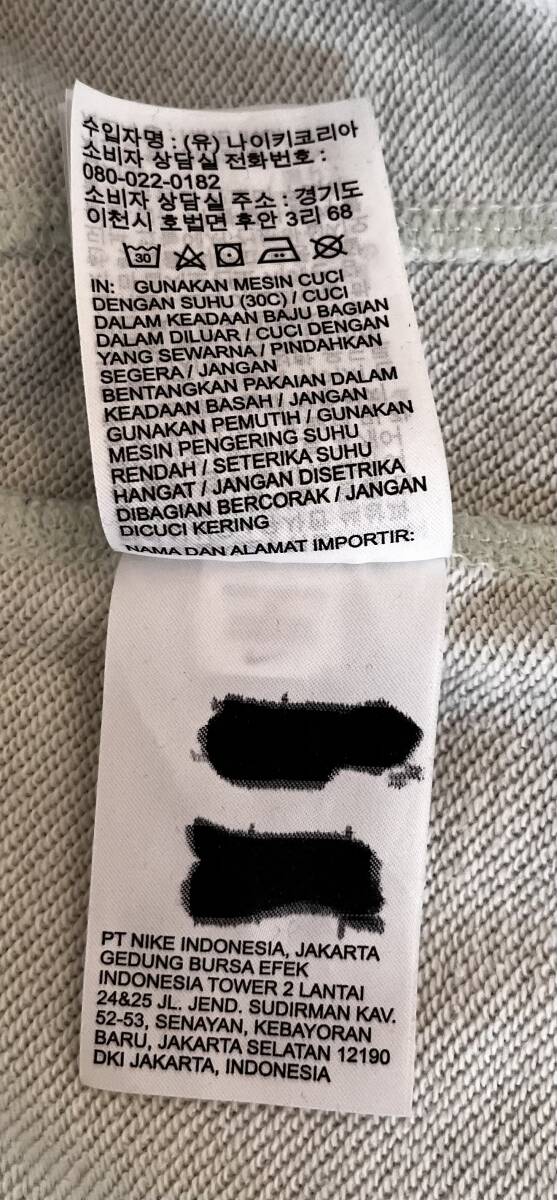 수입자명 : (유) 나이키코리아
소비자 상담실 전화번호 :
080-022-0182
소비자 상담실 주소 : 경기도
이천시 호법면 후안 3리 68
30
IN: GUNAKAN MESIN CUCI
DENGAN SUHU (30C) / CUCI
DALAM KEADAAN BAJU BAGIAN
DALAM DILUAR / CUCI DENGAN
YANG SEWARNA / PINDAHKAN
SEGERA / JANGAN
BENTANGKAN PAKAIAN DALAM
KEADAAN BASAH / JANGAN
GUNAKAN PEMUTIH / GUNAKAN
MESIN PENGERING SUHU
RENDAH / SETERIKA SUHU
HANGAT / JANGAN DISETRIKA
DIBAGIAN BERCORAK / JANGAN
DICUCI KERING
NAMA DAN ALAMAT IMPORTIR:
PT NIKE INDONESIA, JAKARTA
GEDUNG BURSA EFEK
INDONESIA TOWER 2 LANTAI
24&25 JL. JEND. SUDIRMAN KAV.
52-53, SENAYAN, KEBAYORAN
BARU, JAKARTA SELATAN 12190
DKI JAKARTA, INDONESIA